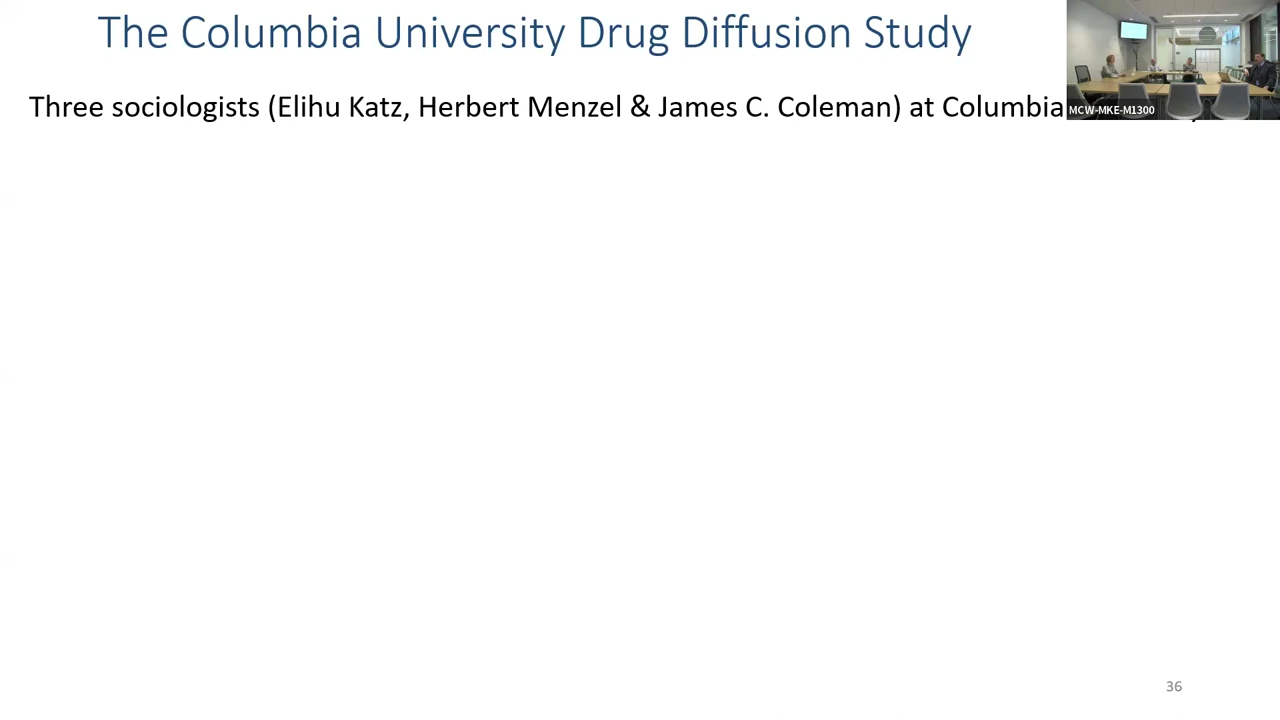 The Columbia University Drug Diffusion Study
Three sociologists (Elihu Katz, Herbert Menzel & James C. Coleman) at Columbia
MCW-MKE-M1300
36